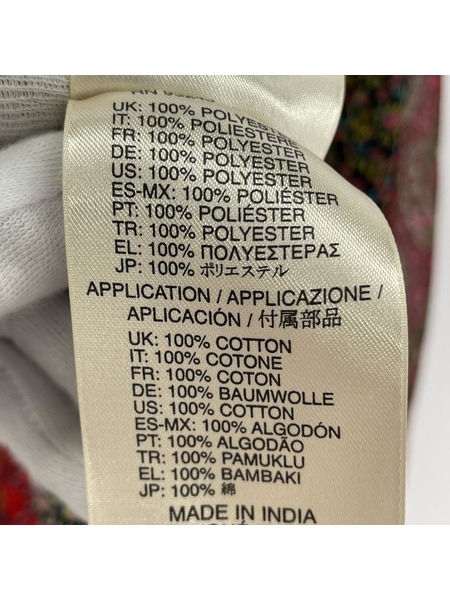 UK: 100% POLYESTER
IT: 100% POLIESTERE
FR: 100% POLYESTER
DE: 100% POLYESTER
US: 100% POLYESTER
ES-MX: 100% POLIÉSTER
PT: 100% POLIÉSTER
TR: 100% POLYESTER
EL: 100% ΠΟΛΥΕΣΤΕΡΑΣ
JP: 100% ポリエステル
APPLICATION / APPLICAZIONE /
APLICACIÓN / 付属部品
UK: 100% COTTON
IT: 100% COTONE
FR: 100% COTON
DE: 100% BAUMWOLLE
US: 100% COTTON
ES-MX: 100% ALGODÓN
PT: 100% ALGODÃO
TR: 100% PAMUKLU
EL: 100% BAMBAKI
JP: 100% 綿
MADE IN INDIA